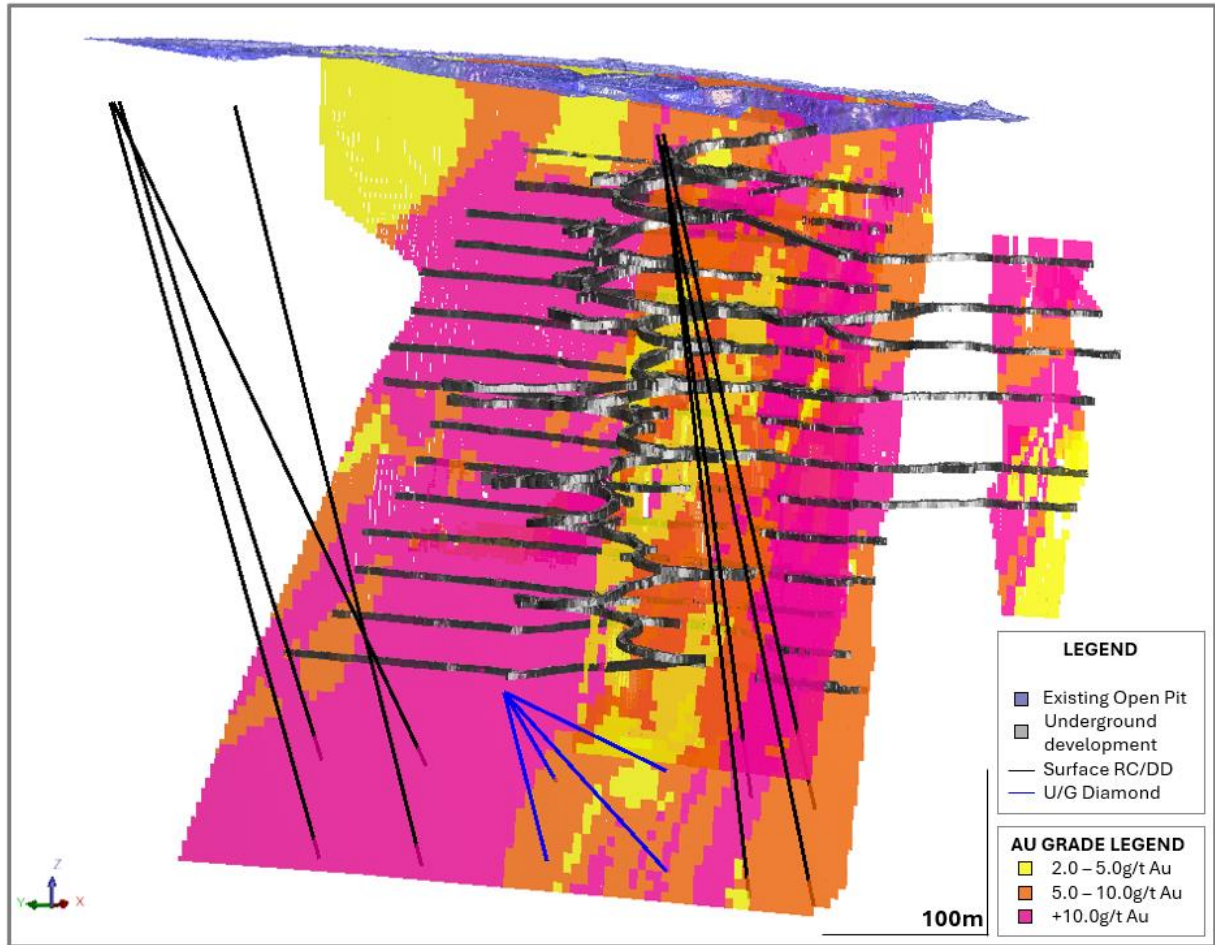 LEGEND
Existing Open Pit
Underground
development
Surface RC/DD
U/G Diamond
AU GRADE LEGEND
2.0 – 5.0g/t Au
5.0 – 10.0g/t Au
+10.0g/t Au
100m
Z
Y
X